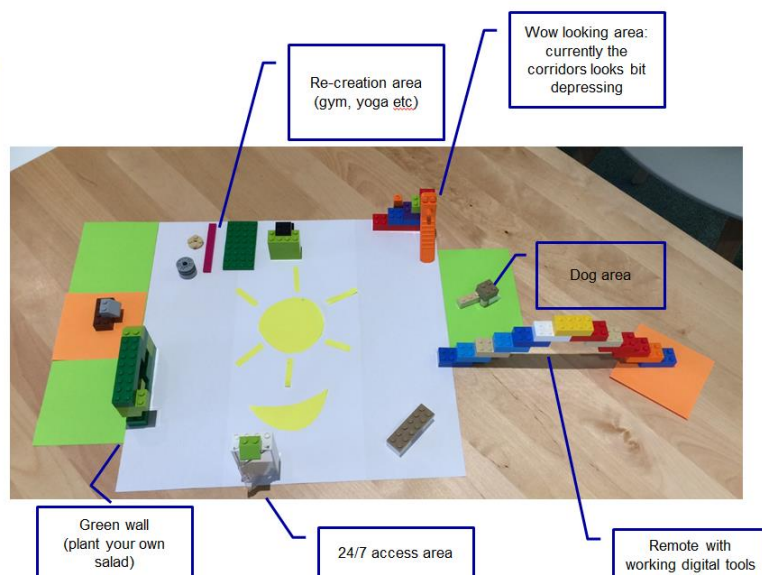 Wow looking area:
currently the
corridors looks bit
depressing
Re-creation area
(gym, yoga etc)
Dog area
Green wall
(plant your own
salad)
24/7 access area
Remote with
working digital tools